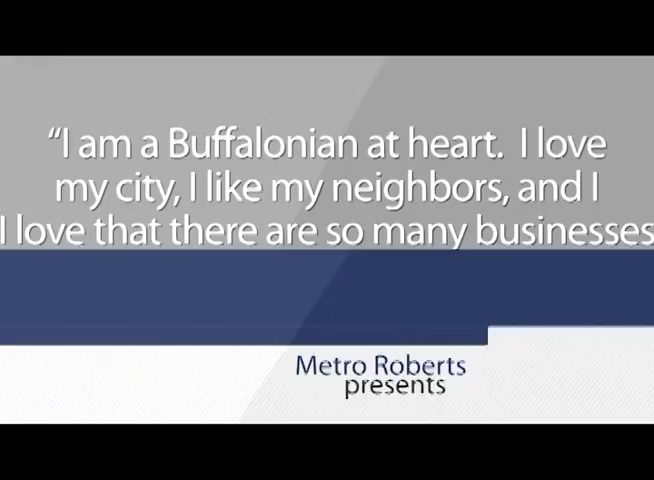 “I am a Buffalonian at heart.  I love
my city, I like my neighbors, and I
I love that there are so many businesses
Metro Roberts
presents